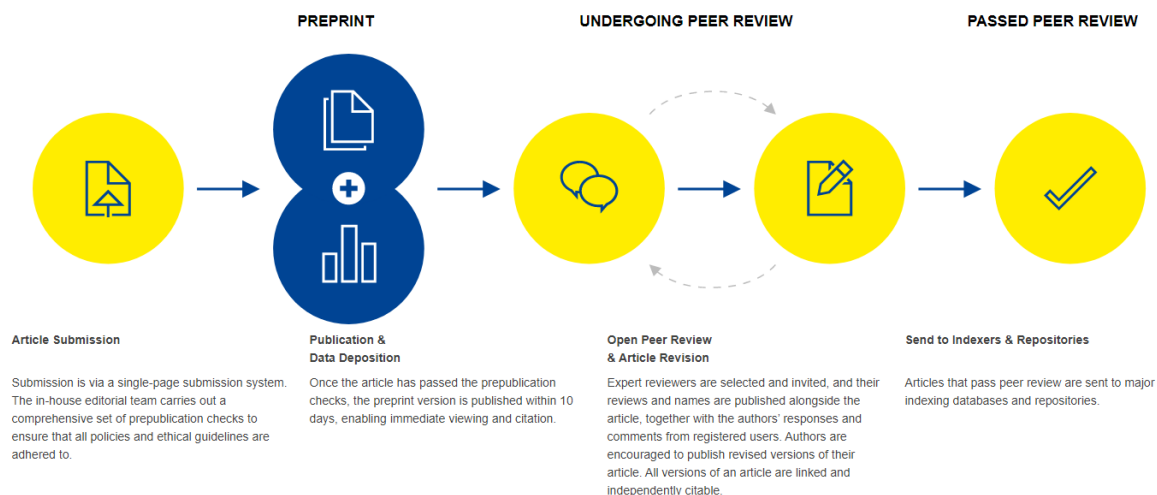 PREPRINT
UNDERGOING PEER REVIEW
PASSED PEER REVIEW
Article Submission
Submission is via a single-page submission system.
The in-house editorial team carries out a
comprehensive set of prepublication checks to
ensure that all policies and ethical guidelines are
adhered to.
Publication &
Data Deposition
Once the article has passed the prepublication
checks, the preprint version is published within 10
days, enabling immediate viewing and citation.
Open Peer Review
& Article Revision
Expert reviewers are selected and invited, and their
reviews and names are published alongside the
article, together with the authors' responses and
comments from registered users. Authors are
encouraged to publish revised versions of their
article. All versions of an article are linked and
independently citable.
Send to Indexers & Repositories
Articles that pass peer review are sent to major
indexing databases and repositories.